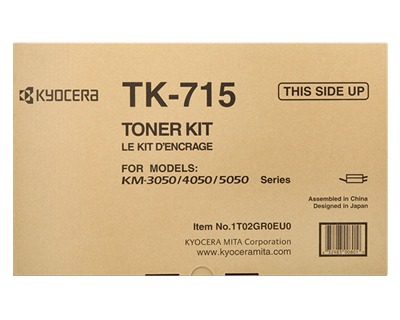 KYOCERA
TK-715
THIS SIDE UP
TONER KIT
LE KIT D'ENCRAGE
FOR MODELS:
KM-3050/4050/5050 Series
Assembled in China
Designed in Japan
Item No.1T02GR0EU0
KYOCERA MITA Corporation
www.kyoceramita.com